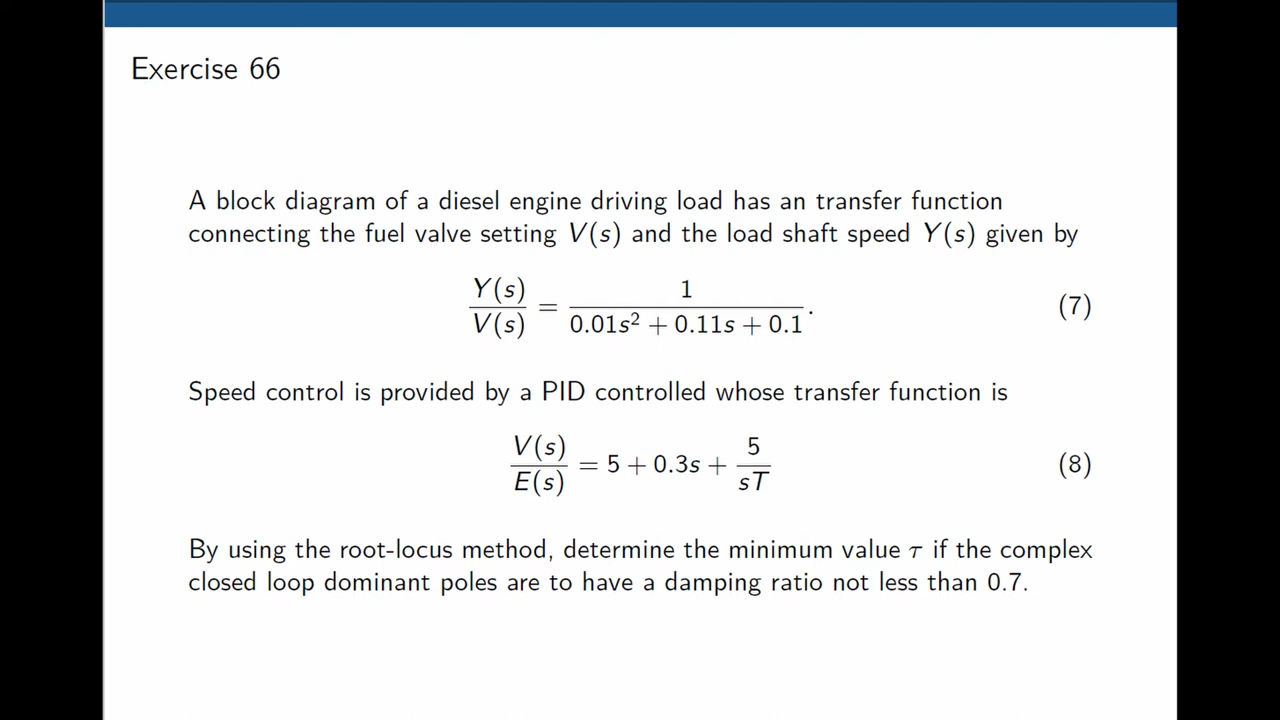 Exercise 66
A block diagram of a diesel engine driving load has an transfer function
connecting the fuel valve setting V(s) and the load shaft speed Y(s) given by
Y(s)/V(s) = 1/(0.01s² + 0.11s + 0.1). (7)
Speed control is provided by a PID controlled whose transfer function is
V(s)/E(s) = 5 + 0.3s + 5/(sT) (8)
By using the root-locus method, determine the minimum value τ if the complex
closed loop dominant poles are to have a damping ratio not less than 0.7.